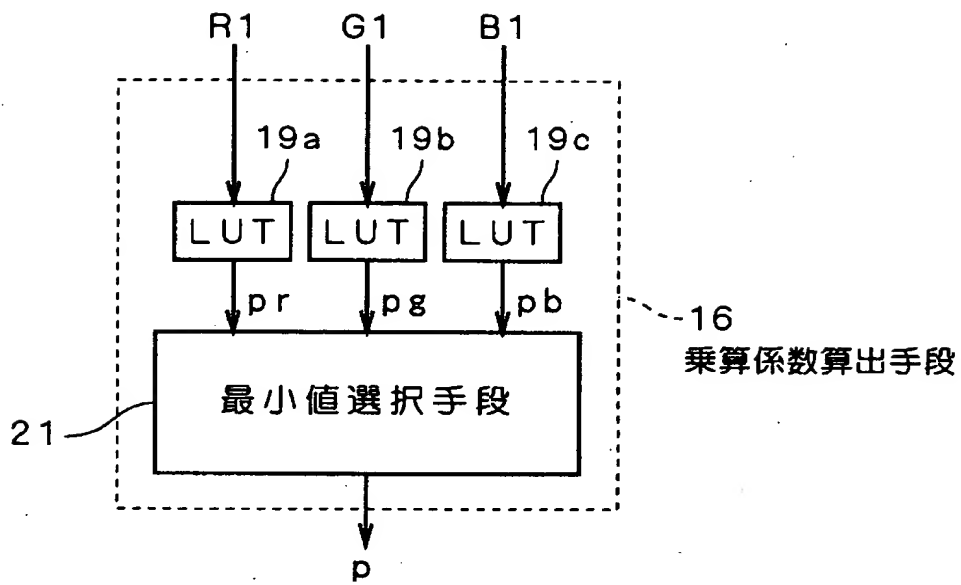 R1 G1 B1
19a 19b 19c
LUT LUT LUT
pr pg pb
16
乗算係数算出手段
最小値選択手段
21
p